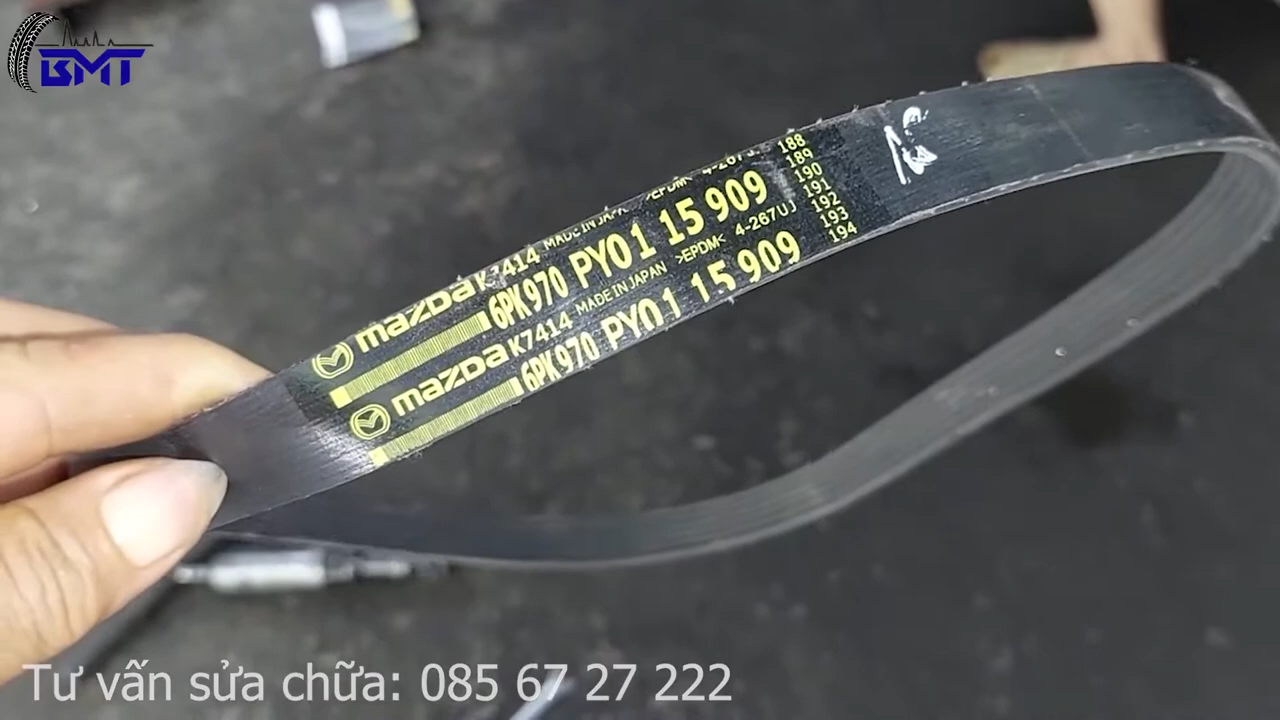 BMT
mazda K7414 MADE IN JAPAN >EPDM< 4-267UJ
6PK970 PY01 15 909
mazda K7414 MADE IN JAPAN >EPDM< 4-267UJ
6PK970 PY01 15 909
188
189
190
191
192
193
194
Tư vấn sửa chữa: 085 67 27 222